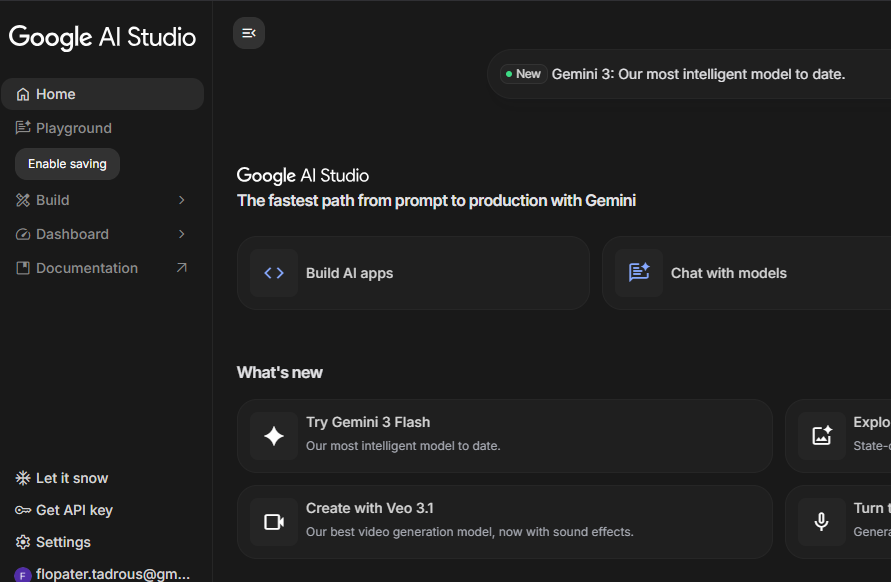 Google AI Studio
Home
Playground
Enable saving
Build
Dashboard
Documentation
Let it snow
Get API key
Settings
F
flopater.tadrous@gm...
New
Gemini 3: Our most intelligent model to date.
Google AI Studio
The fastest path from prompt to production with Gemini
Build AI apps
Chat with models
What's new
Try Gemini 3 Flash
Our most intelligent model to date.
Explo
State-
Create with Veo 3.1
Our best video generation model, now with sound effects.
Turn
Genera